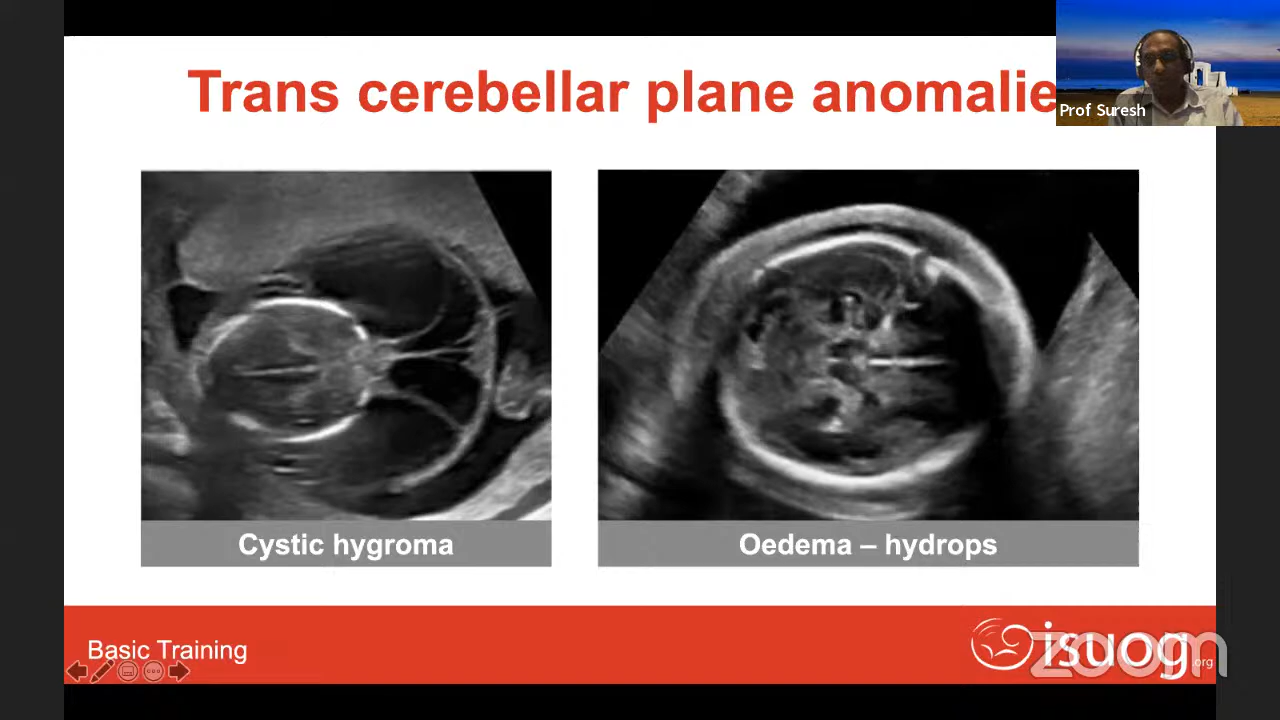 Trans cerebellar plane anomalie
Prof Suresh
Cystic hygroma
Oedema – hydrops
Basic Training
isuog.org
zoom